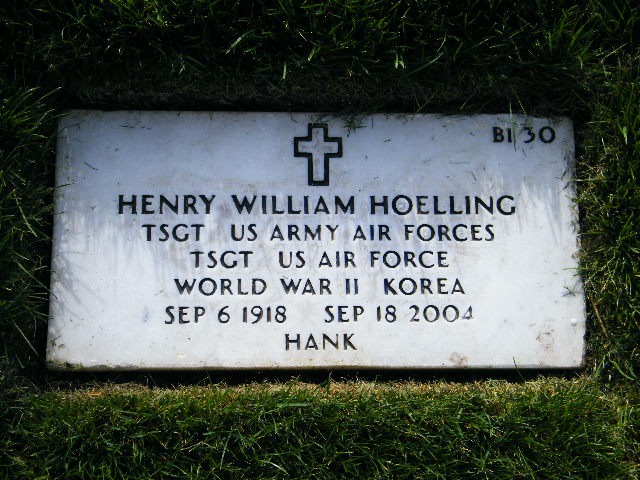 B1 30
HENRY WILLIAM HOELLING
TSGT US ARMY AIR FORCES
TSGT US AIR FORCE
WORLD WAR II KOREA
SEP 6 1918 SEP 18 2004
HANK